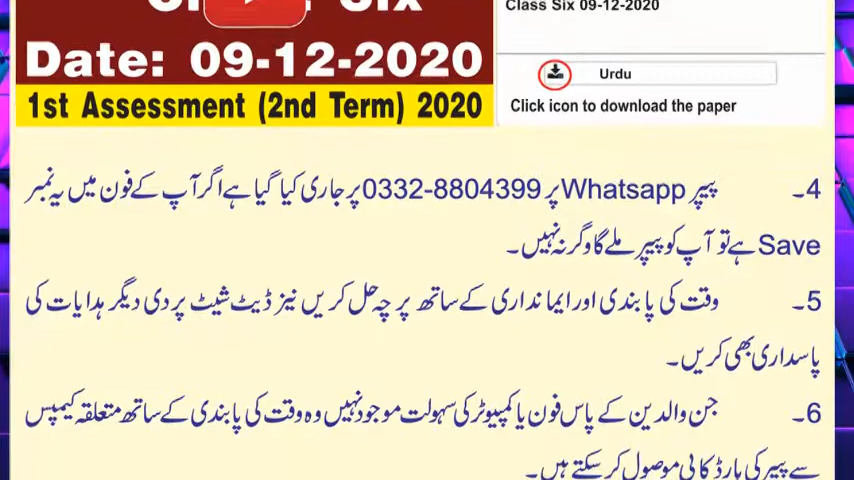 Six
Date: 09-12-2020
1st Assessment (2nd Term) 2020
Class Six 09-12-2020
Urdu
Click icon to download the paper
4۔ پیپر Whatsapp پر 0332-8804399 پر جاری کیا گیا ہے اگر آپ کے فون میں یہ نمبر
Save ہے تو آپ کو پیپر ملے گا وگرنہ نہیں۔
5۔ وقت کی پابندی اور ایمانداری کے ساتھ پرچہ حل کریں نیز ڈیٹ شیٹ پر دی دیگر ہدایات کی
پاسداری بھی کریں۔
6۔ جن والدین کے پاس فون یا کمپیوٹر کی سہولت موجود نہیں وہ وقت کی پابندی کے ساتھ متعلقہ کیمپس
سے پیپر کی ہارڈ کاپی موصول کر سکتے ہیں۔